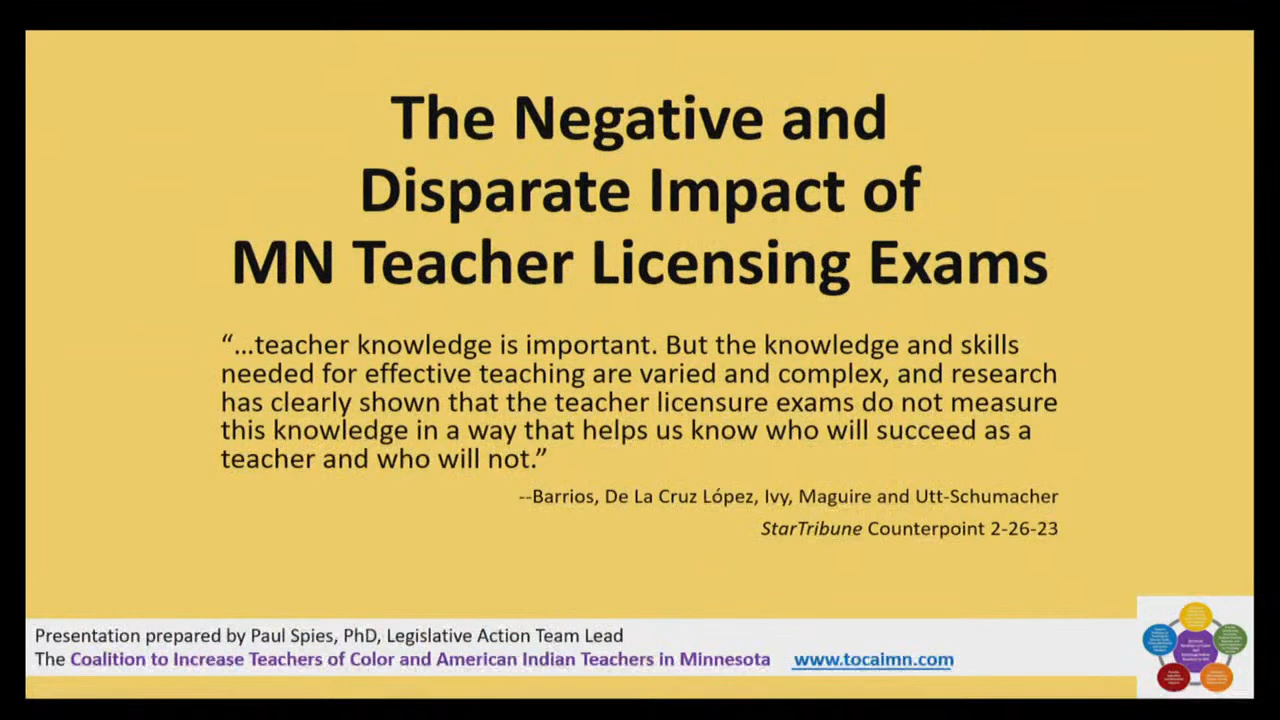 The Negative and
Disparate Impact of
MN Teacher Licensing Exams
“...teacher knowledge is important. But the knowledge and skills
needed for effective teaching are varied and complex, and research
has clearly shown that the teacher licensure exams do not measure
this knowledge in a way that helps us know who will succeed as a
teacher and who will not.”
--Barrios, De La Cruz López, Ivy, Maguire and Utt-Schumacher
StarTribune Counterpoint 2-26-23
Presentation prepared by Paul Spies, PhD, Legislative Action Team Lead
The Coalition to Increase Teachers of Color and American Indian Teachers in Minnesota www.tocaimn.com